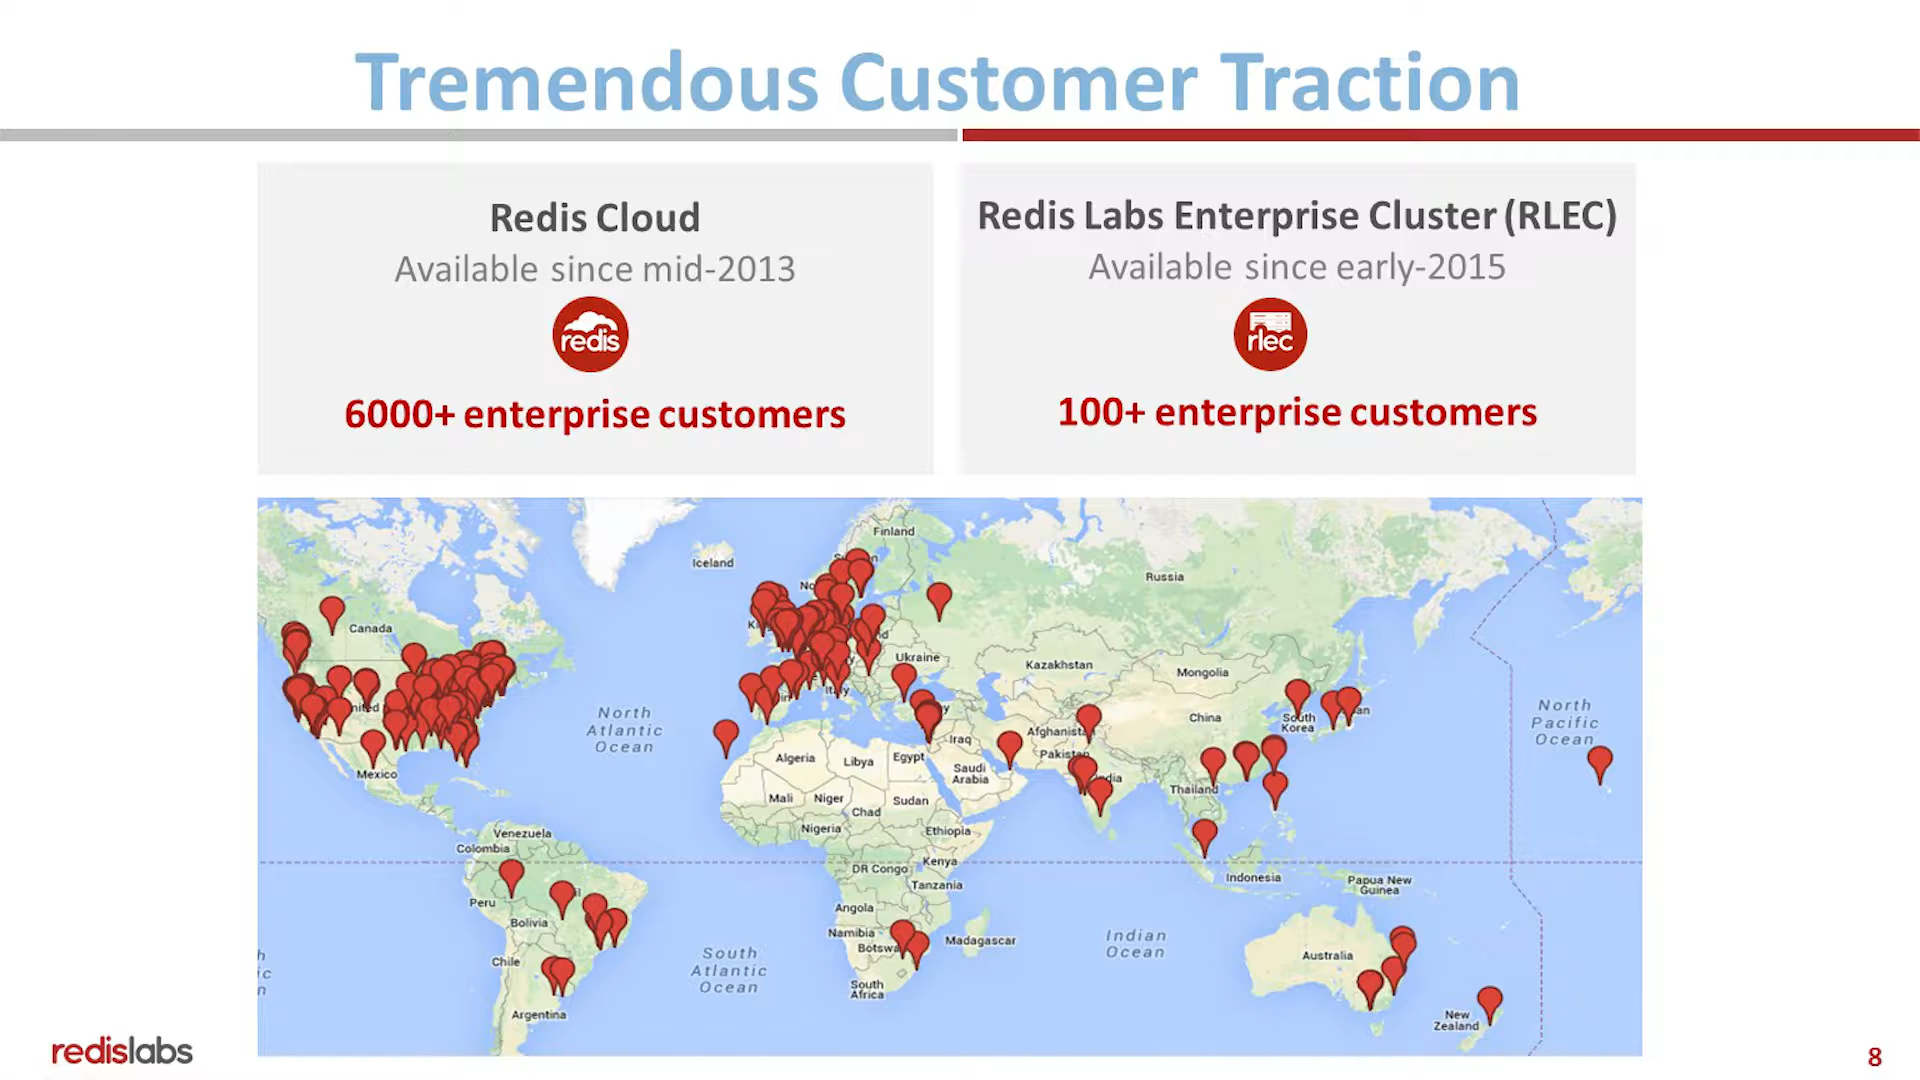 Tremendous Customer Traction
Redis Cloud
Available since mid-2013
redis
6000+ enterprise customers
Redis Labs Enterprise Cluster (RLEC)
Available since early-2015
rlec
100+ enterprise customers
Finland
Iceland
Russia
Canada
Ukraine
Kazakhstan
Mongolia
Italy
North
Atlantic
Ocean
China
South
Korea
North
Pacific
Ocean
Afghanistan
Iraq
Pakistan
Algeria
Libya
Egypt
Saudi
Arabia
Mexico
Thailand
Mali
Niger
Chad
Sudan
Nigeria
Ethiopia
Venezuela
Colombia
DR Congo
Kenya
Tanzania
Indonesia
Papua New
Guinea
Peru
Angola
Bolivia
Namibia
Madagascar
Indian
Ocean
Chile
South
Atlantic
Ocean
Australia
South
Africa
Argentina
New
Zealand
redislabs
8